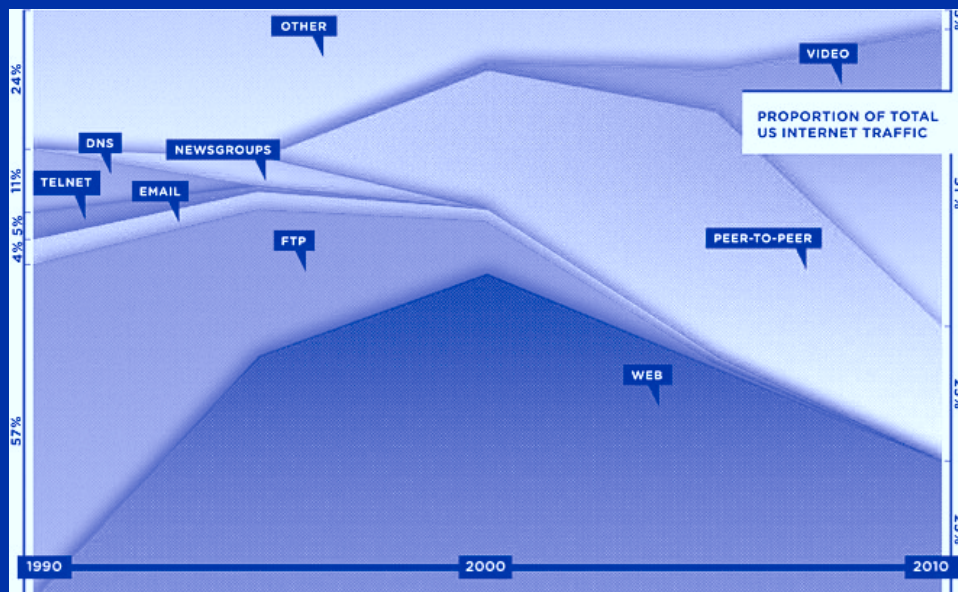 OTHER
VIDEO
24%
PROPORTION OF TOTAL
US INTERNET TRAFFIC
DNS
NEWSGROUPS
11%
TELNET
EMAIL
5%
4%
FTP
PEER-TO-PEER
WEB
57%
1990
2000
2010